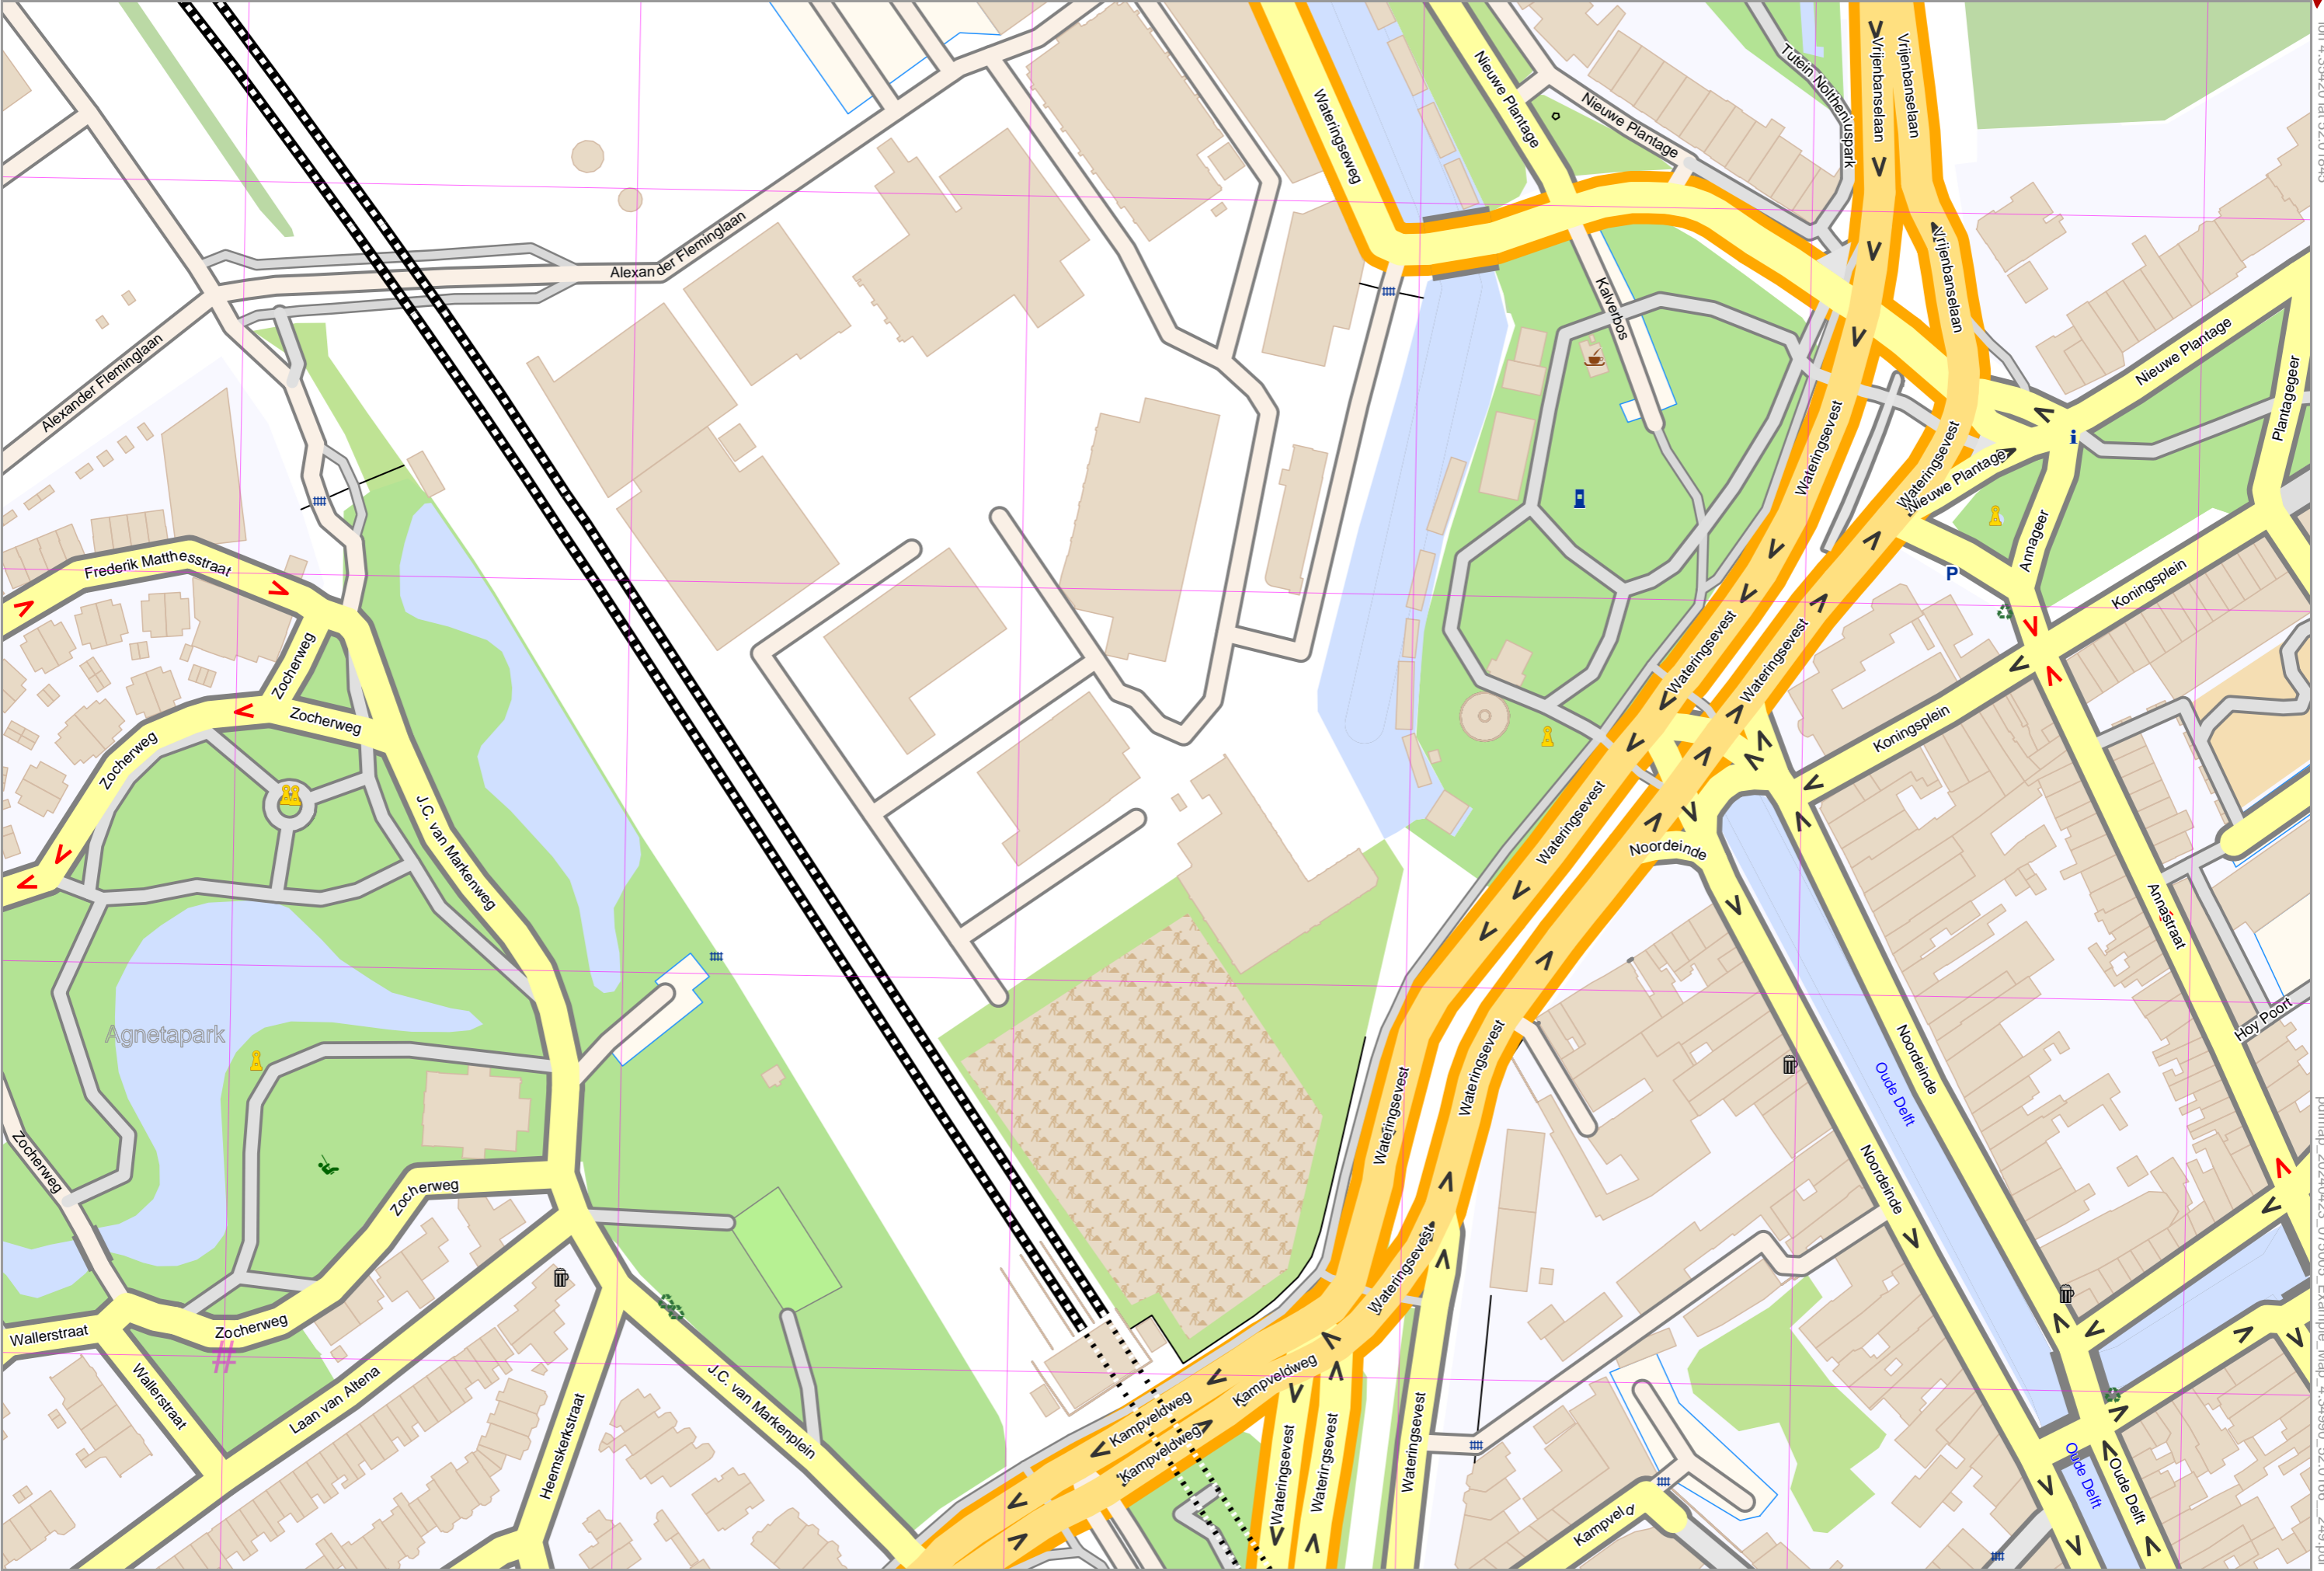 Tutein Noltheniuspark
Vrijenbanselaan
Vrijenbanselaan
Nieuwe Plantage
Wateringseweg
Nieuwe Plantage
Alexander Fleminglaan
Vrijenbanselaan
Kalverbos
Nieuwe Plantage
Alexander Fleminglaan
Plantagegeer
Wateringsevest
Wateringsevest
Nieuwe Plantage
i
Annageer
Frederik Matthesstraat
P
Koningsplein
Zocherweg
Wateringsevest
Wateringsevest
Zocherweg
Koningsplein
Zocherweg
J.C. van Markenweg
Wateringsevest
Noordeinde
Annastraat
Hoy Poort
Agnetapark
Noordeinde
Oude Delft
Wateringsevest
Wateringsevest
Zocherweg
Zocherweg
Noordeinde
Wateringsevest
Wallerstraat
Zocherweg
Wallerstraat
Laan van Altena
Kampveldweg
Kampveldweg
Kampveldweg
J.C. van Markenplein
Heemskerkstraat
Wateringsevest
Wateringsevest
Wateringsevest
Oude Delft
Oude Delft
Kampveld